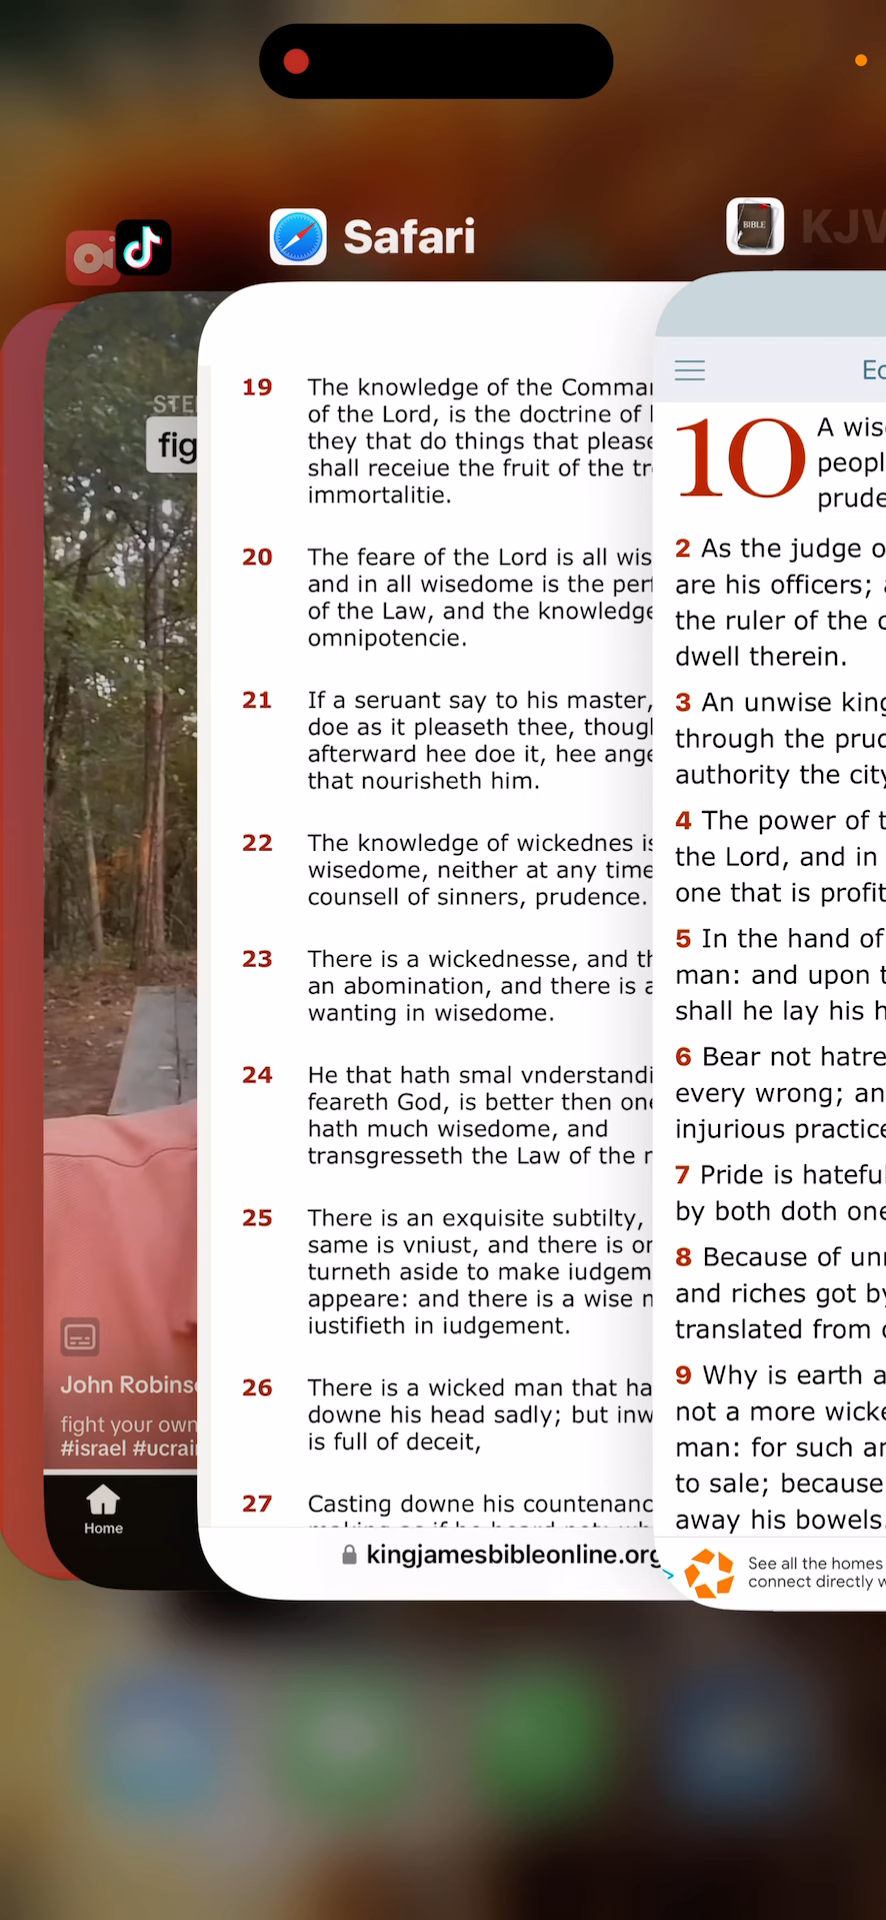 Safari
KJV
BIBLE
STE
fig
John Robins
fight your own
#israel #ucrai
Home
19 The knowledge of the Comma
of the Lord, is the doctrine of
they that do things that please
shall receiue the fruit of the tr
immortalitie.
20 The feare of the Lord is all wis
and in all wisedome is the per
of the Law, and the knowledge
omnipotencie.
21 If a seruant say to his master,
doe as it pleaseth thee, though
afterward hee doe it, hee ange
that nourisheth him.
22 The knowledge of wickednes is
wisedome, neither at any time
counsell of sinners, prudence.
23 There is a wickednesse, and th
an abomination, and there is a
wanting in wisedome.
24 He that hath smal vnderstandi
feareth God, is better then one
hath much wisedome, and
transgresseth the Law of the
25 There is an exquisite subtilty,
same is vniust, and there is on
turneth aside to make iudgem
appeare: and there is a wise
iustifieth in iudgement.
26 There is a wicked man that ha
downe his head sadly; but inw
is full of deceit,
27 Casting downe his countenanc
kingjamesbibleonline.org
Ec
10 A wis
peopl
prude
2 As the judge o
are his officers;
the ruler of the c
dwell therein.
3 An unwise king
through the prud
authority the city
4 The power of t
the Lord, and in
one that is profit
5 In the hand of
man: and upon t
shall he lay his h
6 Bear not hatre
every wrong; an
injurious practice
7 Pride is hateful
by both doth one
8 Because of unr
and riches got by
translated from
9 Why is earth a
not a more wicke
man: for such an
to sale; because
away his bowels.
See all the homes
connect directly w